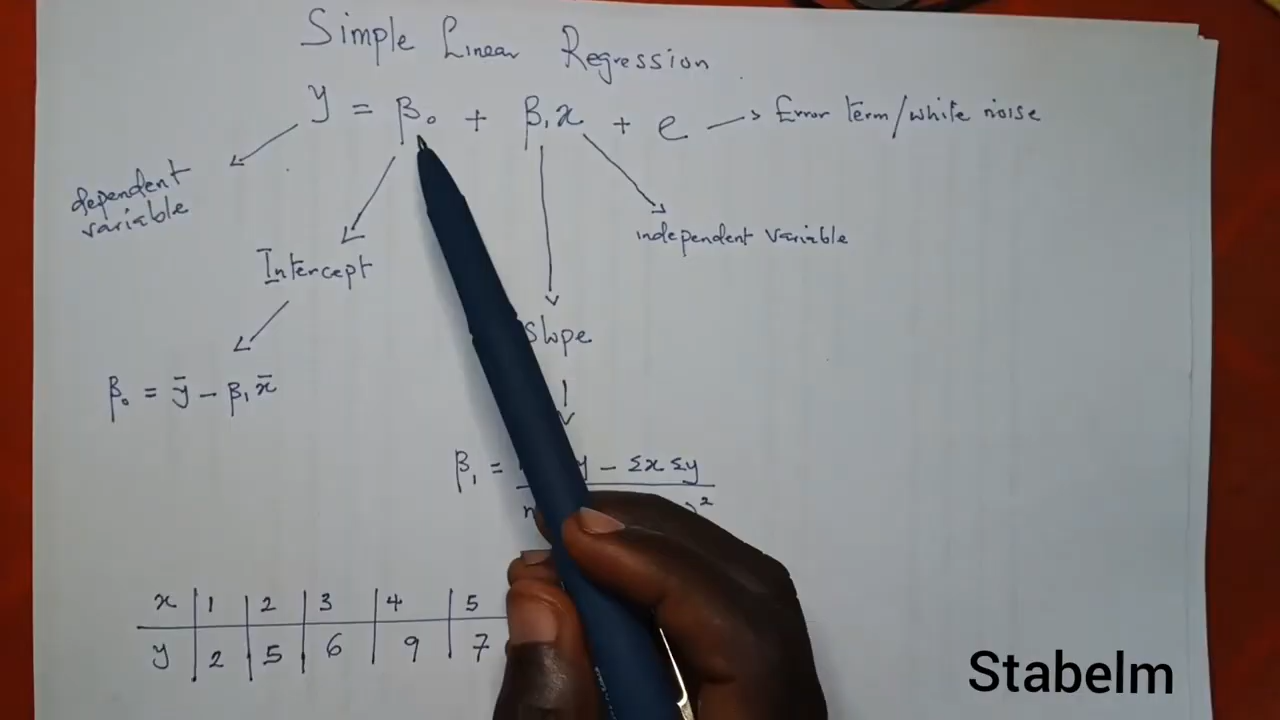 Simple Linear Regression
y = β₀ + β₁x + e → Error term/white noise
dependent variable
independent variable
Intercept
Slope
β₀ = ȳ - β₁x̄
β₁ = y - Σx Σy
n )²
x | 1 | 2 | 3 | 4 | 5
y | 2 | 5 | 6 | 9 | 7
Stabelm